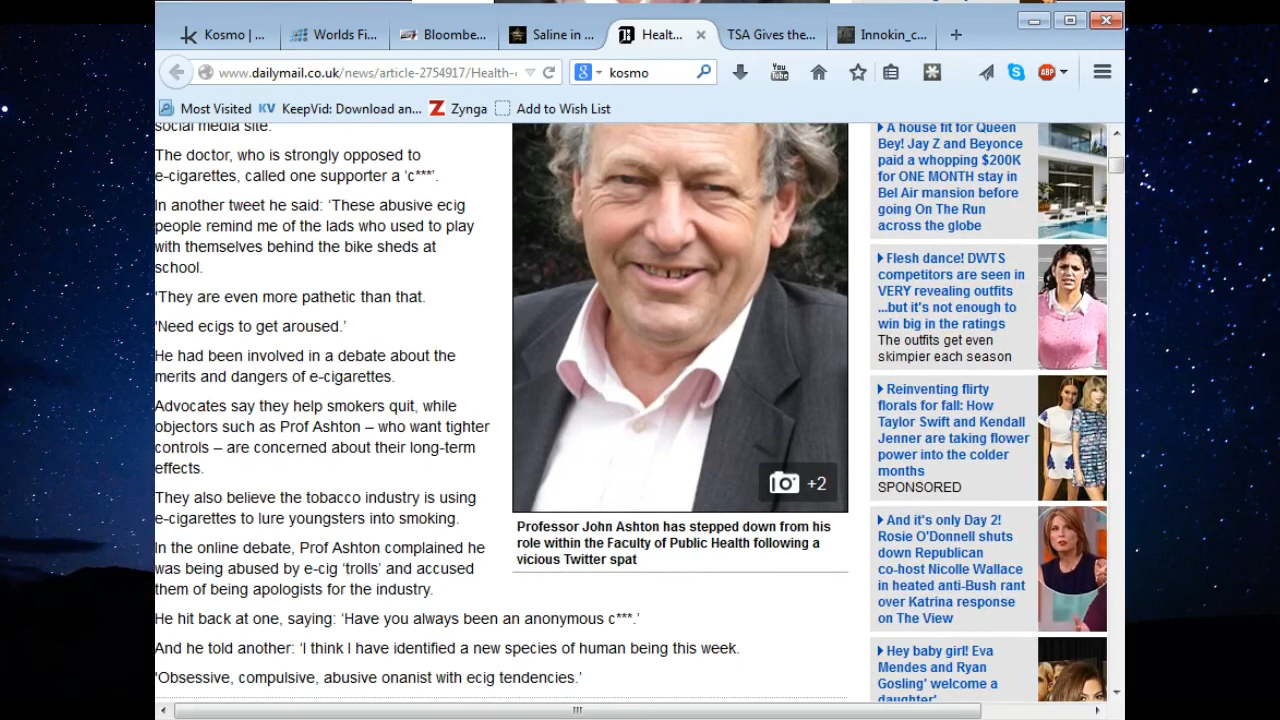 Kosmo | ...
Worlds Fi...
Bloombe...
Saline in ...
Healt...
TSA Gives the...
Innokin_c...
www.dailymail.co.uk/news/article-2754917/Health-
kosmo
You
Tube
ABP
Most Visited
KV KeepVid: Download an...
Z Zynga
Add to Wish List
social media site.
The doctor, who is strongly opposed to
e-cigarettes, called one supporter a ‘c***’.
In another tweet he said: ‘These abusive ecig
people remind me of the lads who used to play
with themselves behind the bike sheds at
school.
'They are even more pathetic than that.
'Need ecigs to get aroused.’
He had been involved in a debate about the
merits and dangers of e-cigarettes.
Advocates say they help smokers quit, while
objectors such as Prof Ashton – who want tighter
controls – are concerned about their long-term
effects.
They also believe the tobacco industry is using
e-cigarettes to lure youngsters into smoking.
In the online debate, Prof Ashton complained he
was being abused by e-cig ‘trolls’ and accused
them of being apologists for the industry.
He hit back at one, saying: ‘Have you always been an anonymous c***.’
And he told another: ‘I think I have identified a new species of human being this week.
'Obsessive, compulsive, abusive onanist with ecig tendencies.’
+2
Professor John Ashton has stepped down from his
role within the Faculty of Public Health following a
vicious Twitter spat
A house fit for Queen
Bey! Jay Z and Beyonce
paid a whopping $200K
for ONE MONTH stay in
Bel Air mansion before
going On The Run
across the globe
Flesh dance! DWTS
competitors are seen in
VERY revealing outfits
...but it's not enough to
win big in the ratings
The outfits get even
skimpier each season
Reinventing flirty
florals for fall: How
Taylor Swift and Kendall
Jenner are taking flower
power into the colder
months
SPONSORED
And it's only Day 2!
Rosie O'Donnell shuts
down Republican
co-host Nicolle Wallace
in heated anti-Bush rant
over Katrina response
on The View
Hey baby girl! Eva
Mendes and Ryan
Gosling' welcome a
daughter'